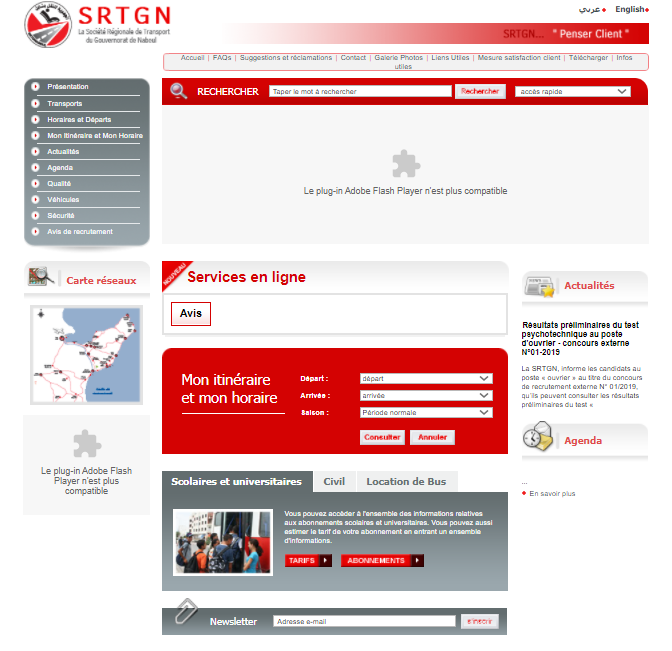 SRTGN
La Société Régionale de Transport
du Gouvernorat de Nabeul
عربي
English
SRTGN...
" Penser Client "
Accueil | FAQs | Suggestions et réclamations | Contact | Galerie Photos | Liens Utiles | Mesure satisfaction client | Télécharger | Infos
utiles
Présentation
Transports
Horaires et Départs
Mon Itinéraire et Mon Horaire
Actualités
Agenda
Qualité
Véhicules
Sécurité
Avis de recrutement
RECHERCHER
Taper le mot à rechercher
Rechercher
accès rapide
Le plug-in Adobe Flash Player n'est plus compatible
Carte réseaux
Le plug-in Adobe Flash
Player n'est plus
compatible
NOUVEAU
Services en ligne
Avis
Mon itinéraire
et mon horaire
Départ :
départ
Arrivée :
arrivée
Saison :
Période normale
Consulter
Annuler
Scolaires et universitaires
Civil
Location de Bus
Vous pouvez accéder à l'ensemble des informations relatives
aux abonnements scolaires et universitaires. Vous pouvez aussi
estimer le tarif de votre abonnement en entrant un ensemble
d'informations.
TARIFS
ABONNEMENTS
Newsletter
Adresse e-mail
s'inscrir
Actualités
Résultats préliminaires du test
psychotechnique au poste
d'ouvrier - concours externe
N°01-2019
La SRTGN, informe les candidats au
poste « ouvrier » au titre du concours
de recrutement externe N° 01/2019,
qu'ils peuvent consulter les résultats
préliminaires du test «
Agenda
...
En savoir plus